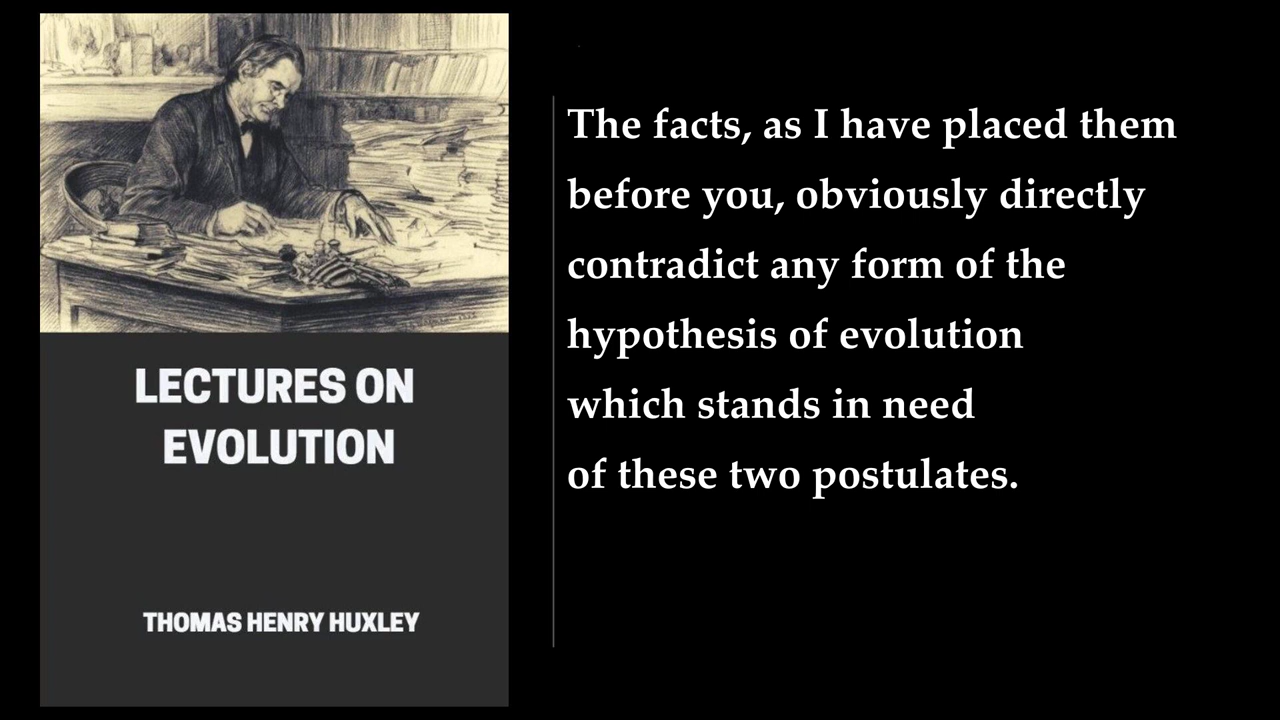 LECTURES ON
EVOLUTION
THOMAS HENRY HUXLEY
The facts, as I have placed them
before you, obviously directly
contradict any form of the
hypothesis of evolution
which stands in need
of these two postulates.